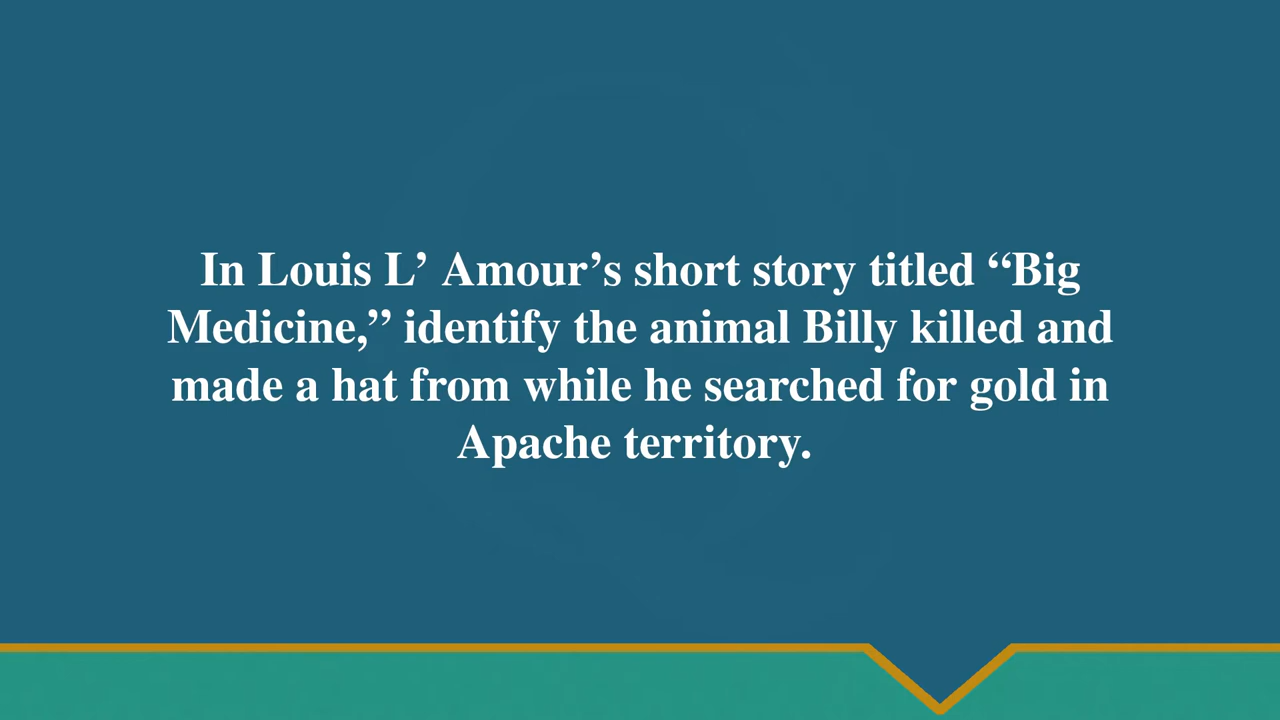 In Louis L’ Amour’s short story titled “Big
Medicine,” identify the animal Billy killed and
made a hat from while he searched for gold in
Apache territory.